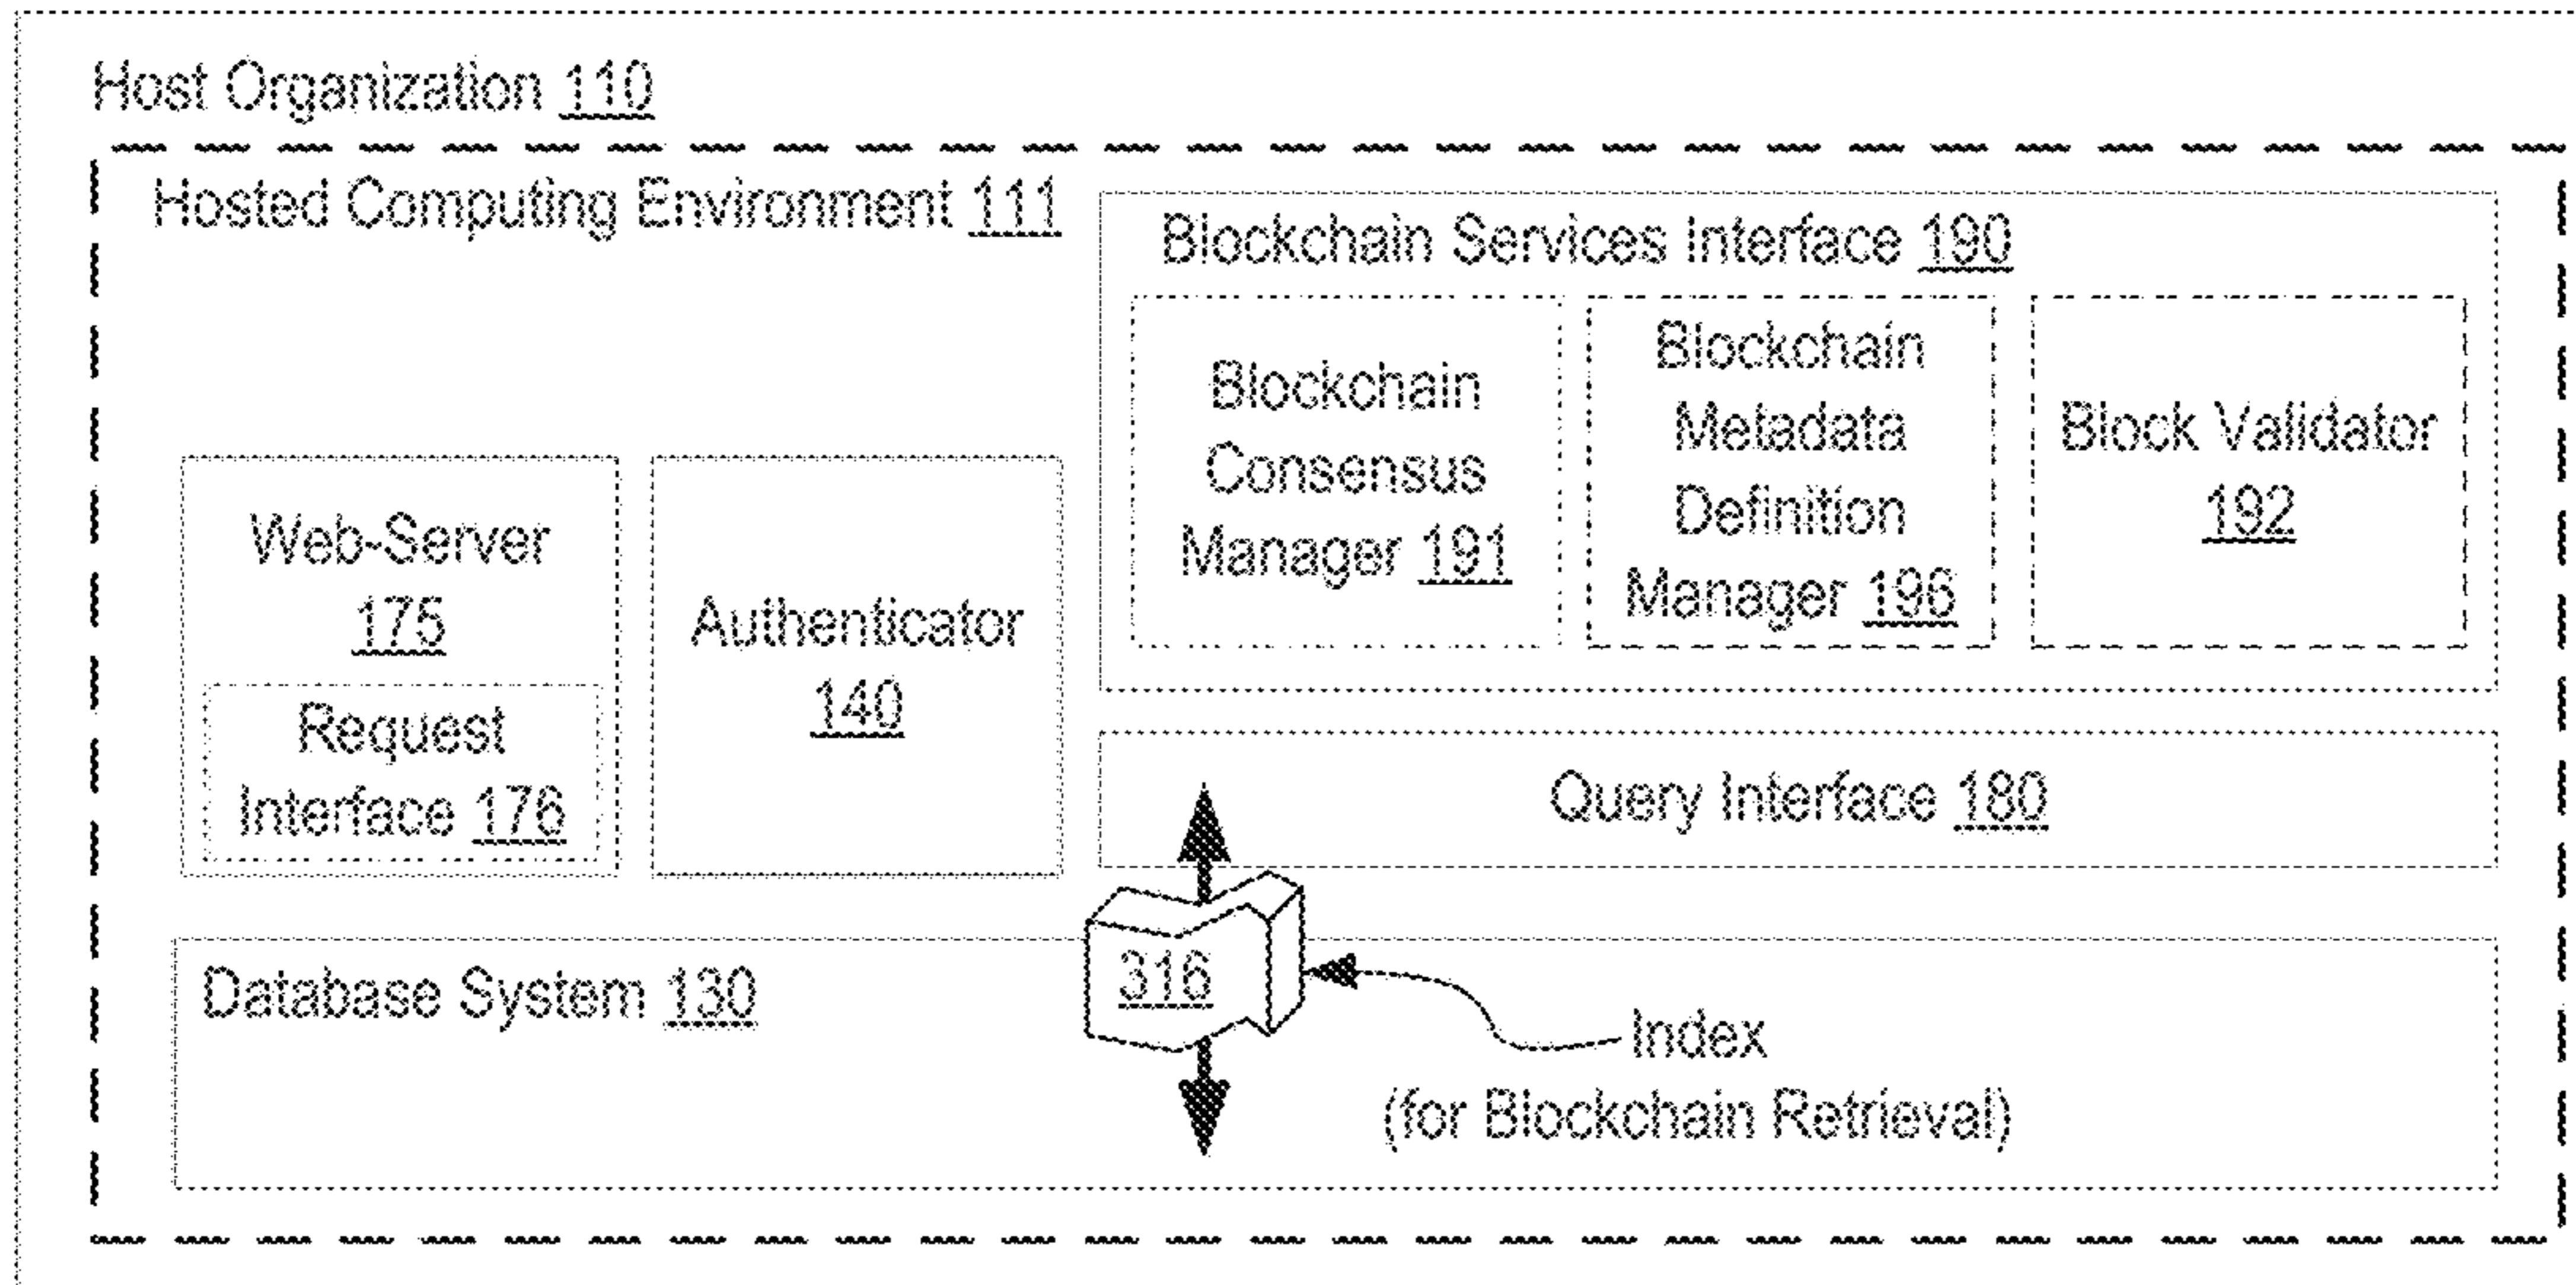 Host Organization 110
Hosted Computing Environment 111
Blockchain Services Interface 190
Blockchain
Consensus
Manager 191
Blockchain
Metadata
Definition
Manager 196
Block Validator
192
Web-Server
175
Request
Interface 176
Authenticator
140
Query Interface 180
Database System 130
316
Index
(for Blockchain Retrieval)